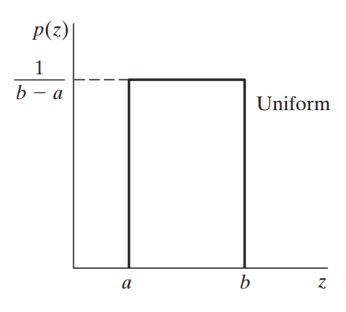 p(z)
1
b − a
Uniform
a b z